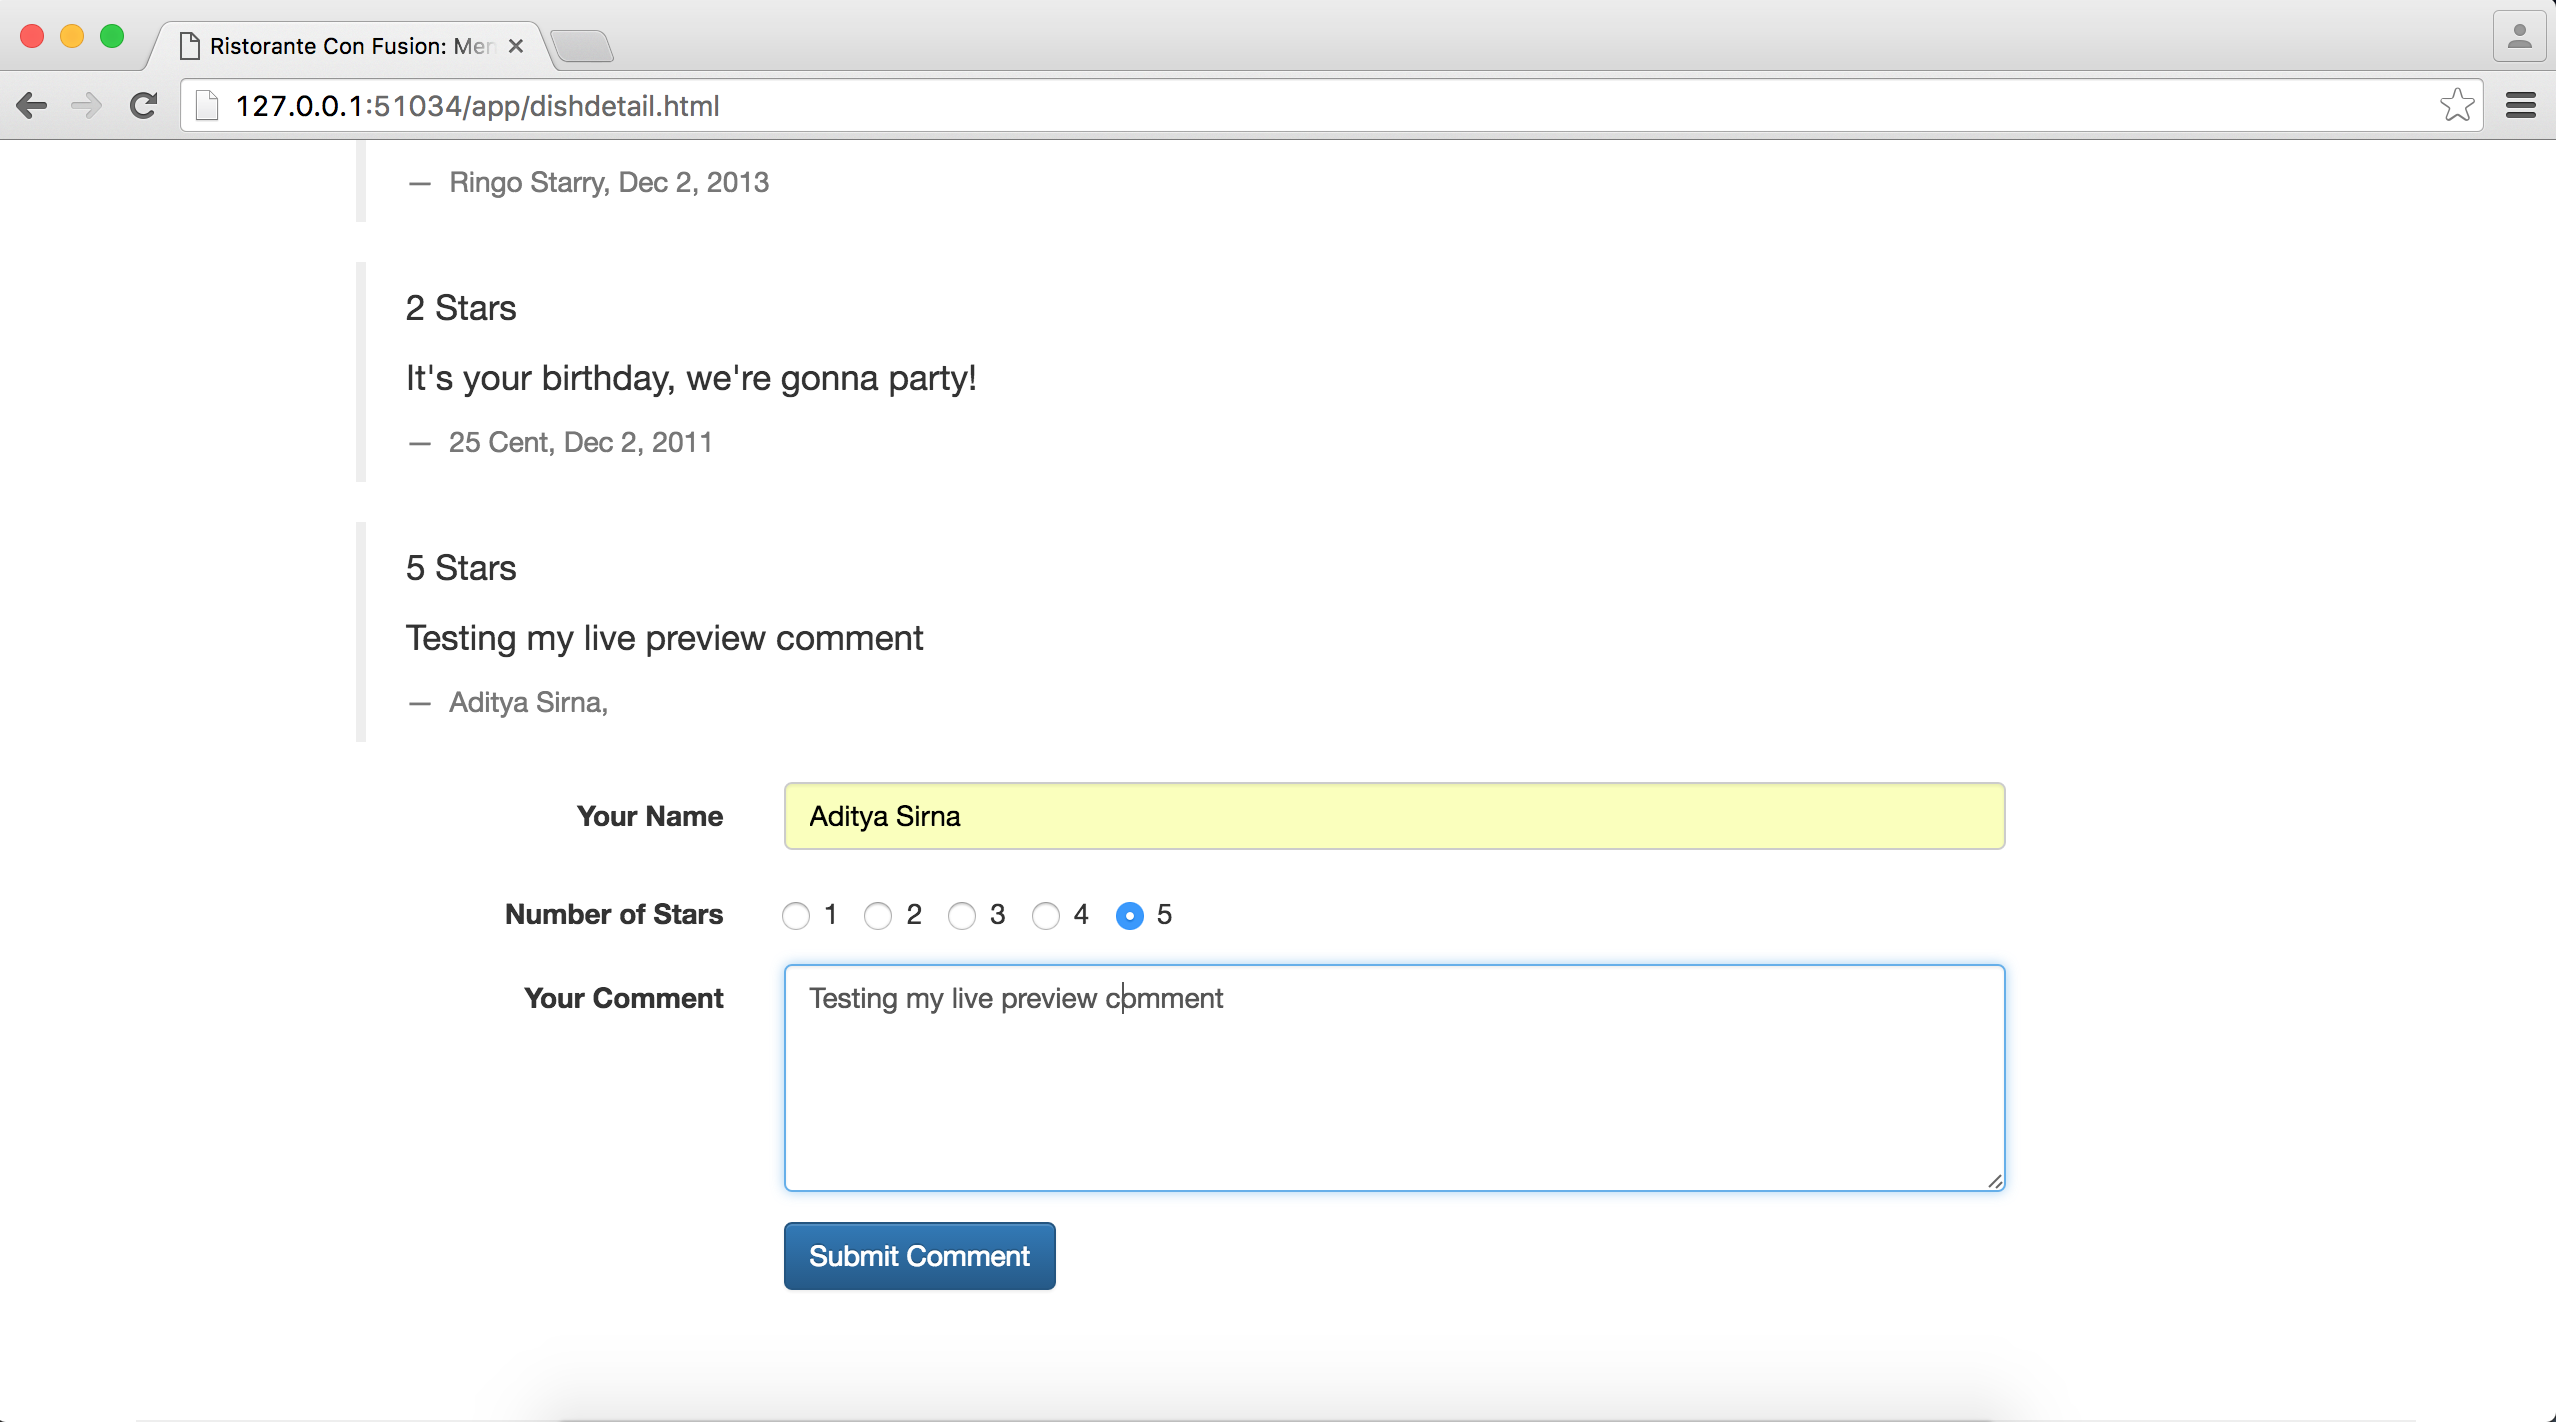 Ristorante Con Fusion: Men
127.0.0.1:51034/app/dishdetail.html
— Ringo Starry, Dec 2, 2013
2 Stars
It's your birthday, we're gonna party!
— 25 Cent, Dec 2, 2011
5 Stars
Testing my live preview comment
— Aditya Sirna,
Your Name Aditya Sirna
Number of Stars 1 2 3 4 5
Your Comment Testing my live preview comment
Submit Comment